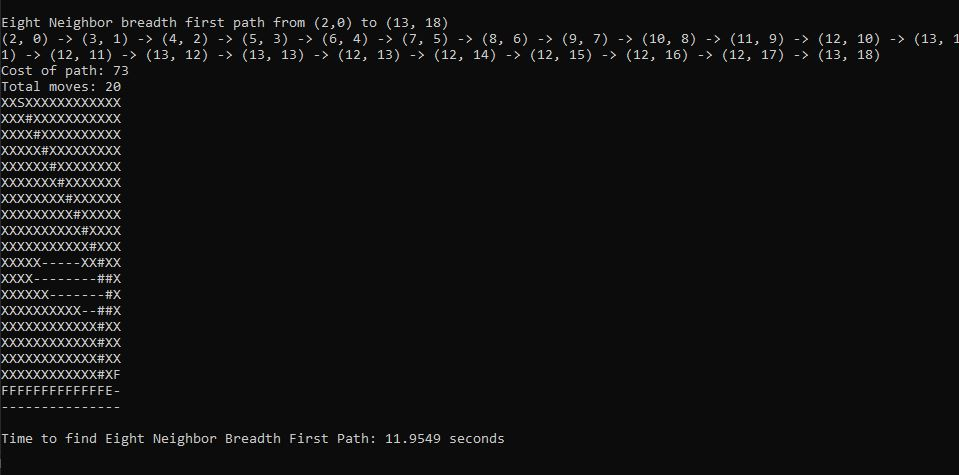 Eight Neighbor breadth first path from (2,0) to (13, 18)
(2, 0) -> (3, 1) -> (4, 2) -> (5, 3) -> (6, 4) -> (7, 5) -> (8, 6) -> (9, 7) -> (10, 8) -> (11, 9) -> (12, 10) -> (13, 1
1) -> (12, 11) -> (13, 12) -> (13, 13) -> (12, 13) -> (12, 14) -> (12, 15) -> (12, 16) -> (12, 17) -> (13, 18)
Cost of path: 73
Total moves: 20
XXSXXXXXXXXXXXX
XXX#XXXXXXXXXXX
XXXX#XXXXXXXXXX
XXXXX#XXXXXXXXX
XXXXXX#XXXXXXXX
XXXXXXX#XXXXXXX
XXXXXXXX#XXXXXX
XXXXXXXXX#XXXXX
XXXXXXXXXX#XXXX
XXXXXXXXXXX#XXX
XXXXX-----XX#XX
XXXX--------##X
XXXXXX-------#X
XXXXXXXXXX--##X
XXXXXXXXXXXX#XX
XXXXXXXXXXXX#XX
XXXXXXXXXXXX#XX
XXXXXXXXXXXX#XF
FFFFFFFFFFFFFE-
---------------
Time to find Eight Neighbor Breadth First Path: 11.9549 seconds